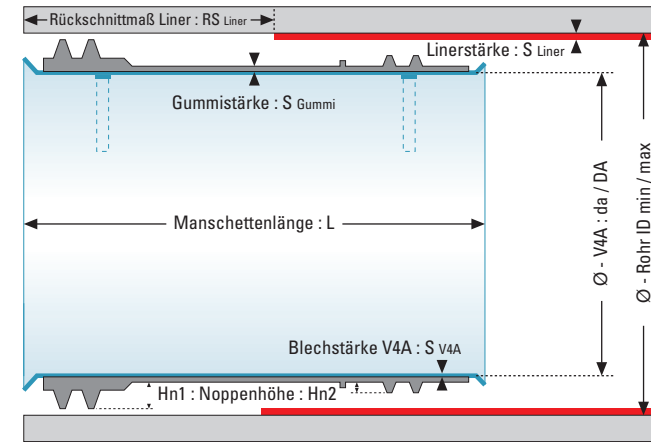 Rückschnittmaß Liner : RS Liner
Linerstärke : S Liner
Gummistärke : S Gummi
Manschettenlänge : L
Ø - V4A : da / DA
Ø - Rohr ID min / max
Blechstärke V4A : S V4A
Hn1 : Noppenhöhe : Hn2